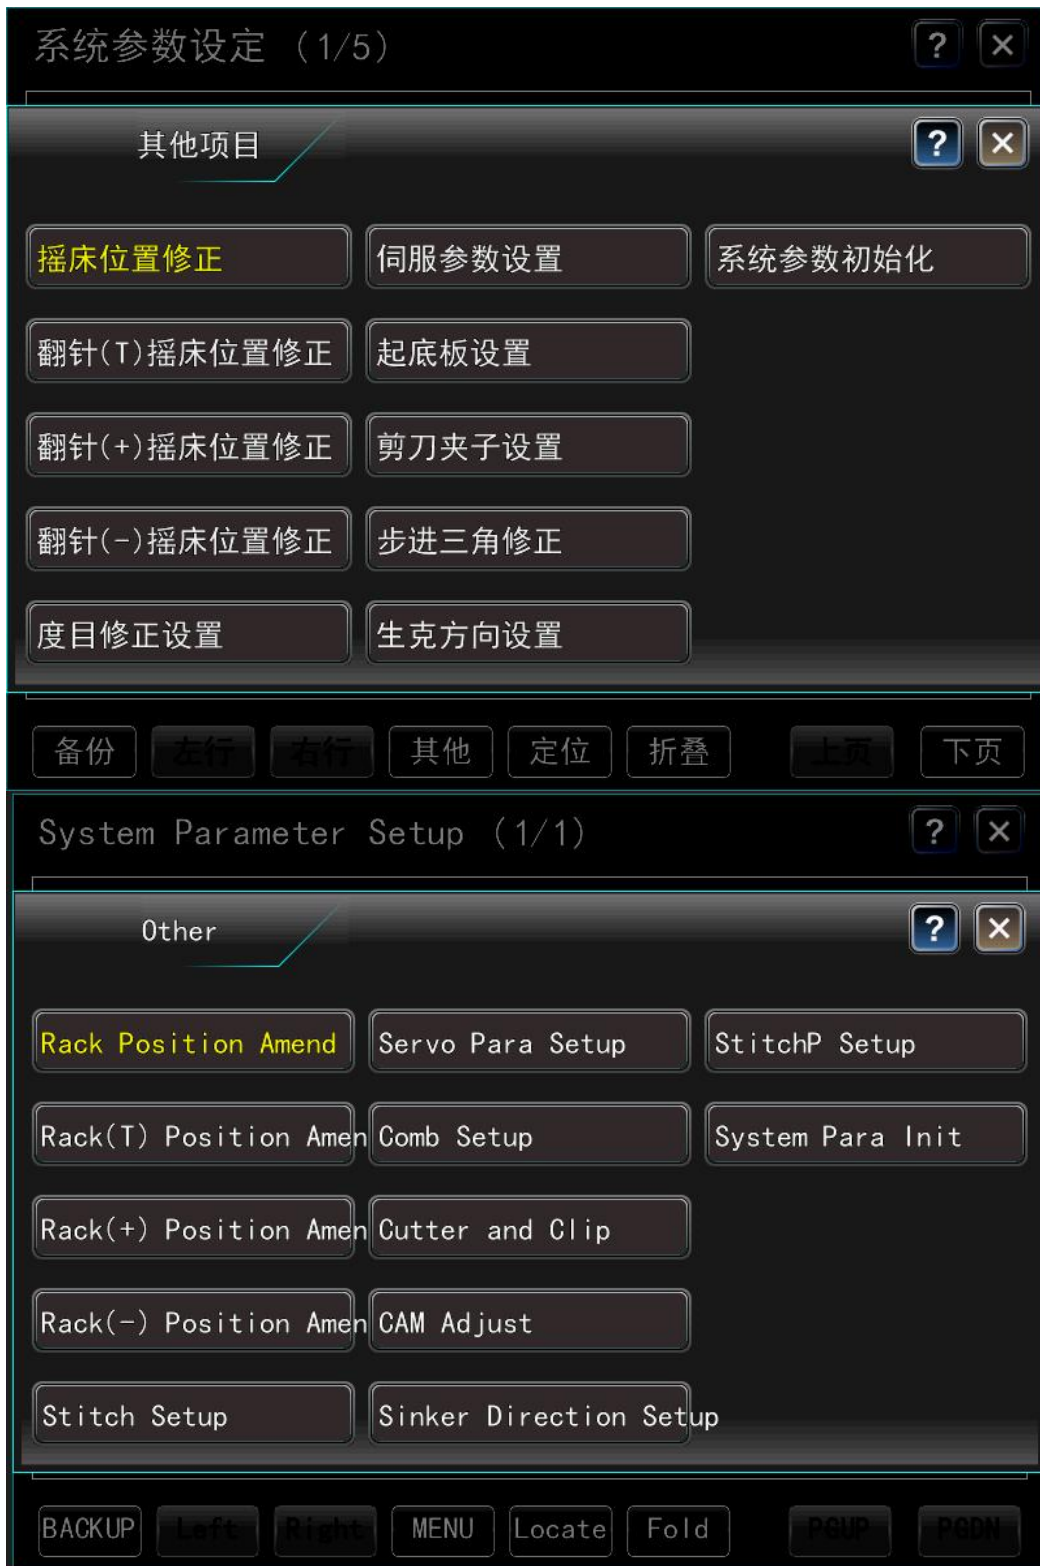 系统参数设定 (1/5)
其他项目
摇床位置修正 伺服参数设置 系统参数初始化
翻针(T)摇床位置修正 起底板设置
翻针(+)摇床位置修正 剪刀夹子设置
翻针(-)摇床位置修正 步进三角修正
度目修正设置 生克方向设置
备份 左行 右行 其他 定位 折叠 上页 下页
System Parameter Setup (1/1)
Other
Rack Position Amend Servo Para Setup StitchP Setup
Rack(T) Position Amen Comb Setup System Para Init
Rack(+) Position Amen Cutter and Clip
Rack(-) Position Amen CAM Adjust
Stitch Setup Sinker Direction Setup
BACKUP Left Right MENU Locate Fold PGUP PGDN